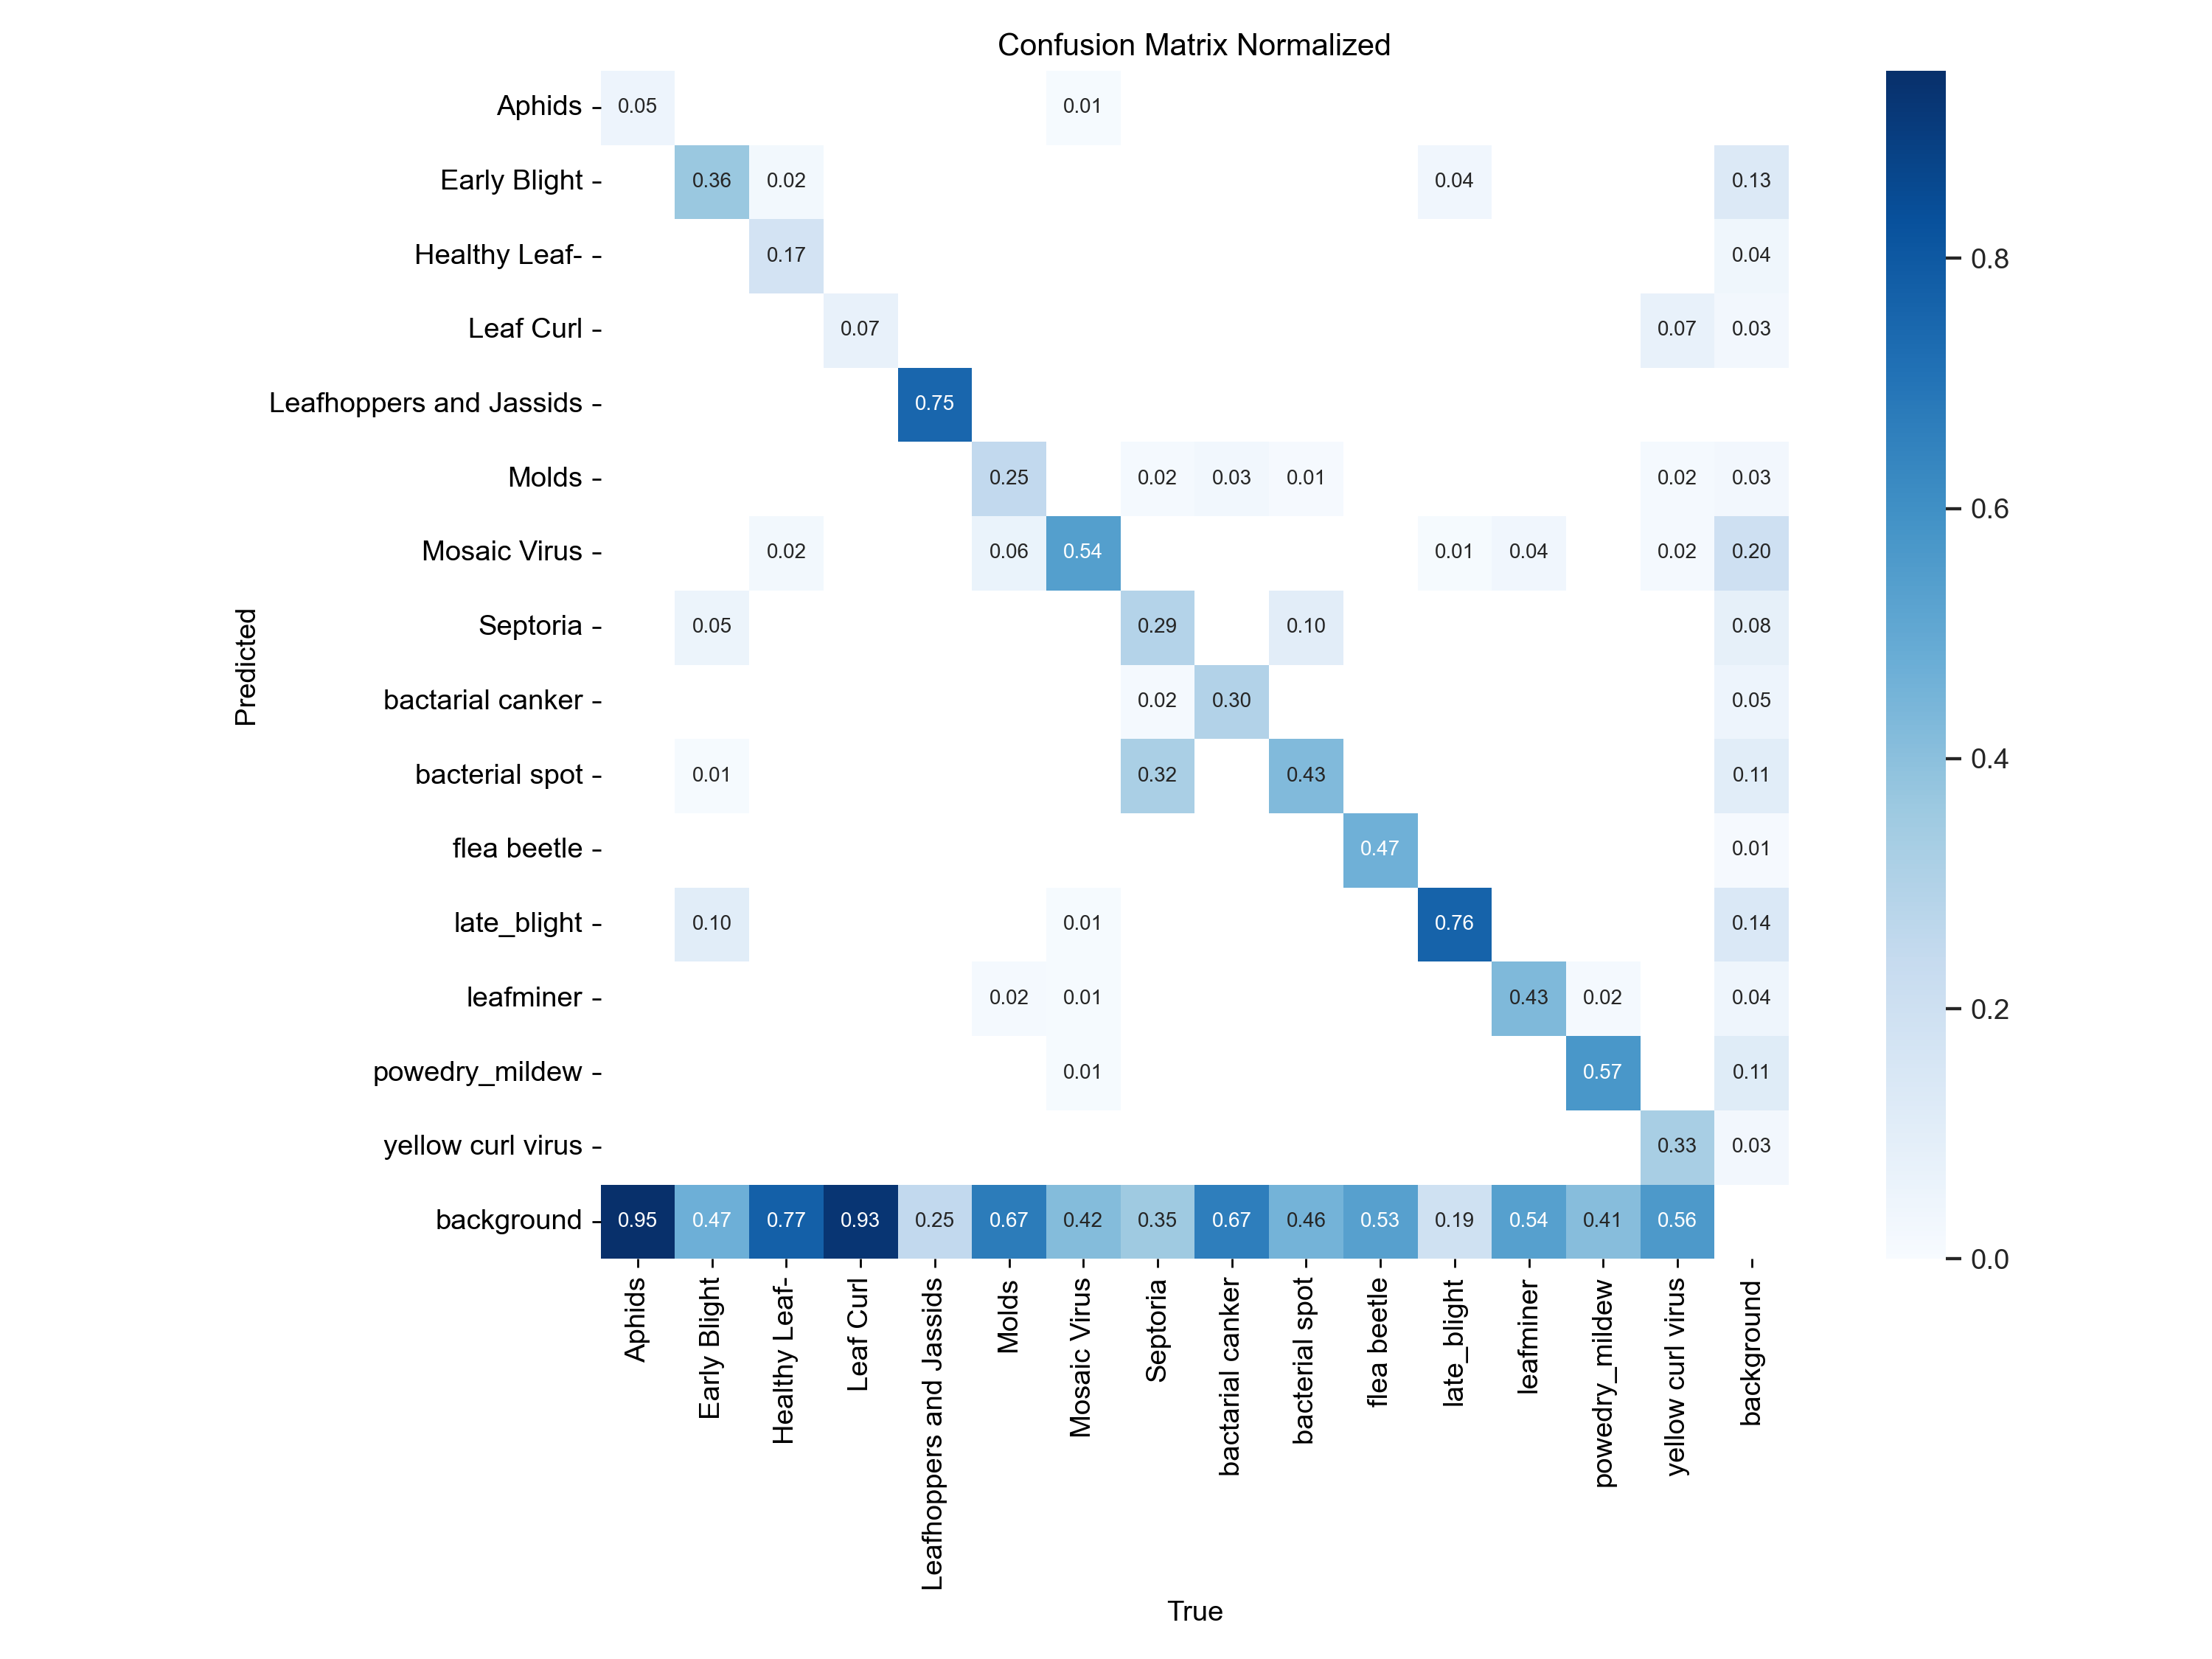 Confusion Matrix Normalized
Aphids 0.05 0.01
Early Blight 0.36 0.02 0.04 0.13
Healthy Leaf- 0.17 0.04
Leaf Curl 0.07 0.07 0.03
Leafhoppers and Jassids 0.75
Molds 0.25 0.02 0.03 0.01 0.02 0.03
Mosaic Virus 0.02 0.06 0.54 0.01 0.04 0.02 0.20
Septoria 0.05 0.29 0.10 0.08
bactarial canker 0.02 0.30 0.05
bacterial spot 0.01 0.32 0.43 0.11
flea beetle 0.47 0.01
late_blight 0.10 0.01 0.76 0.14
leafminer 0.02 0.01 0.43 0.02 0.04
powedry_mildew 0.01 0.57 0.11
yellow curl virus 0.33 0.03
background 0.95 0.47 0.77 0.93 0.25 0.67 0.42 0.35 0.67 0.46 0.53 0.19 0.54 0.41 0.56
Predicted
Aphids
Early Blight
Healthy Leaf-
Leaf Curl
Leafhoppers and Jassids
Molds
Mosaic Virus
Septoria
bactarial canker
bacterial spot
flea beetle
late_blight
leafminer
powedry_mildew
yellow curl virus
background
True
0.8
0.6
0.4
0.2
0.0